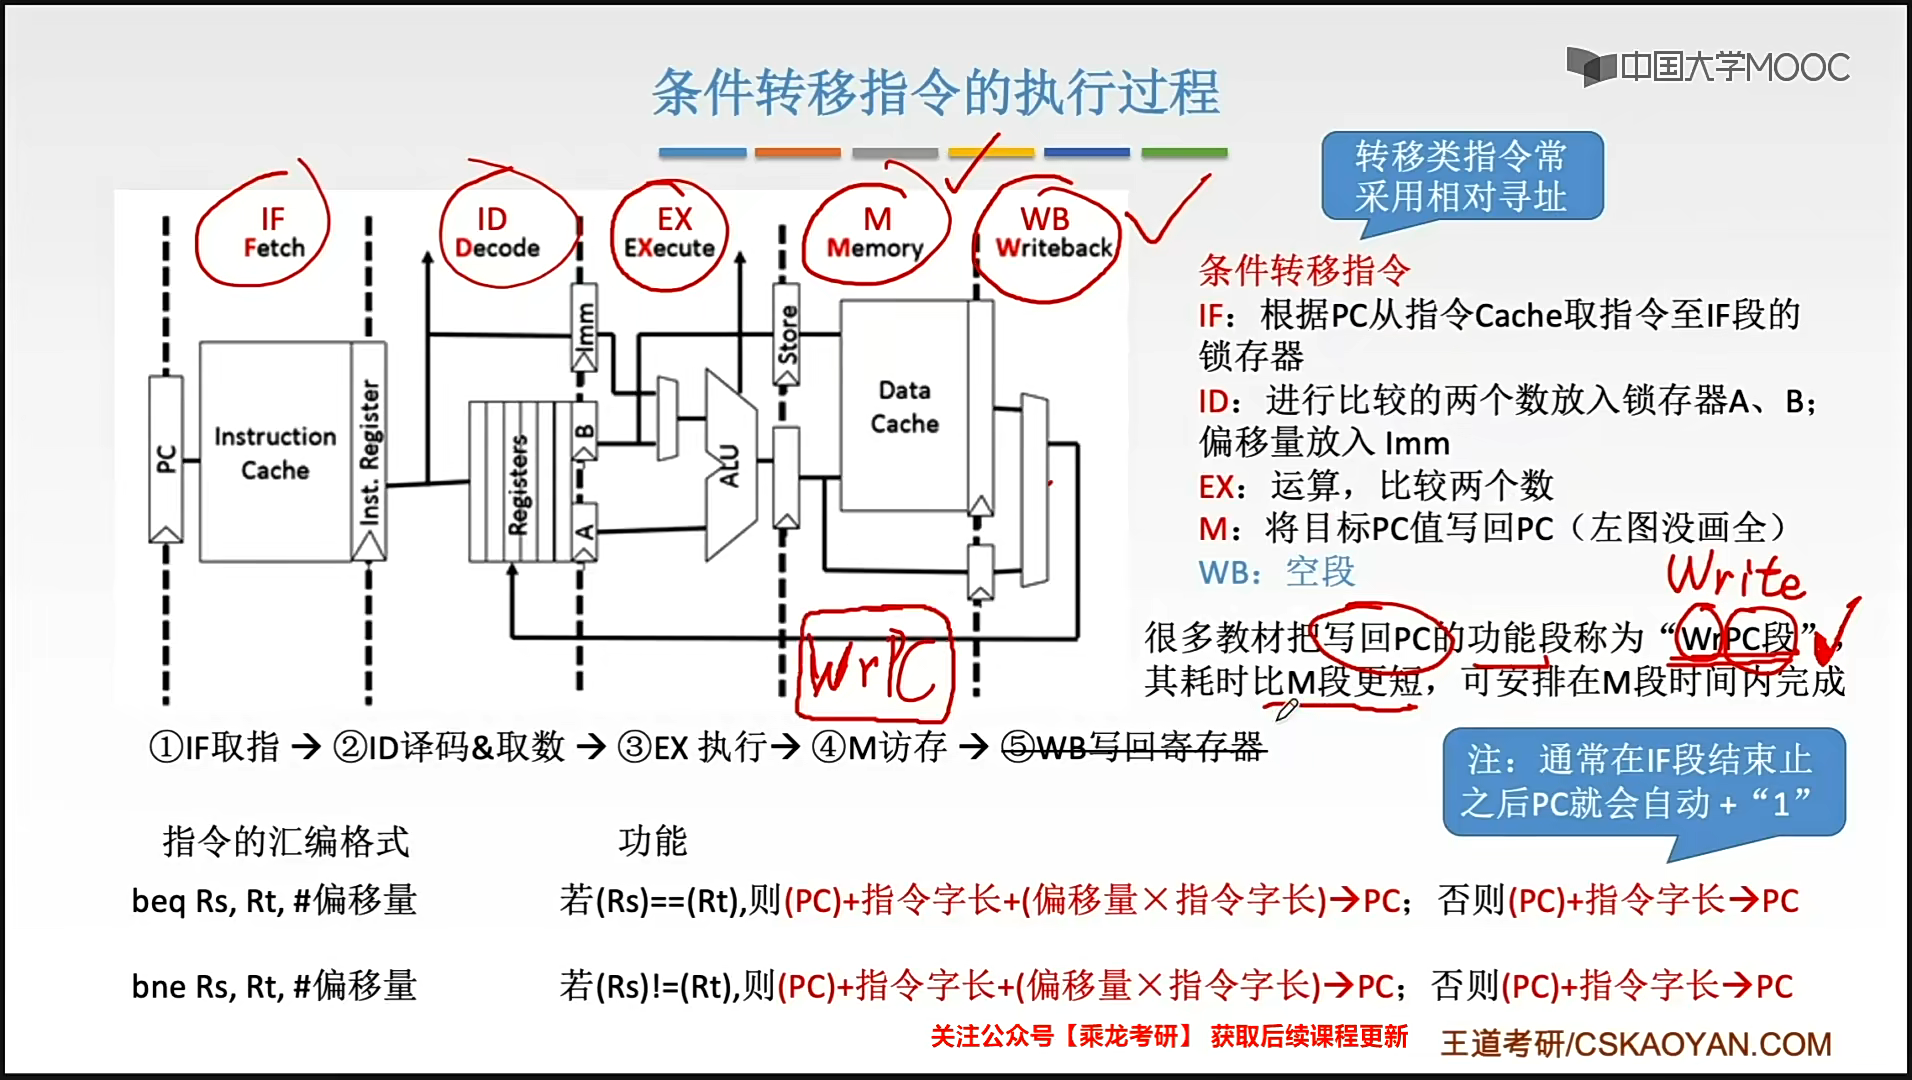 中国大学MOOC
条件转移指令的执行过程
转移类指令常
采用相对寻址
IF
Fetch
ID
Decode
EX
EXecute
M
Memory
WB
Writeback
PC
Instruction
Cache
Inst. Register
Registers
Imm
B
A
ALU
Store
Data
Cache
WrPC
条件转移指令
IF：根据PC从指令Cache取指令至IF段的
锁存器
ID：进行比较的两个数放入锁存器A、B；
偏移量放入 Imm
EX：运算，比较两个数
M：将目标PC值写回PC（左图没画全）
WB：空段
Write
很多教材把写回PC的功能段称为“WrPC段”，
其耗时比M段更短，可安排在M段时间内完成
①IF取指 → ②ID译码&取数 → ③EX 执行→ ④M访存 → ⑤WB写回寄存器
注：通常在IF段结束止
之后PC就会自动 +“1”
指令的汇编格式 功能
beq Rs, Rt, #偏移量 若(Rs)==(Rt),则(PC)+指令字长+(偏移量×指令字长)→PC；否则(PC)+指令字长→PC
bne Rs, Rt, #偏移量 若(Rs)!=(Rt),则(PC)+指令字长+(偏移量×指令字长)→PC；否则(PC)+指令字长→PC
关注公众号【乘龙考研】 获取后续课程更新
王道考研/CSKAOYAN.COM